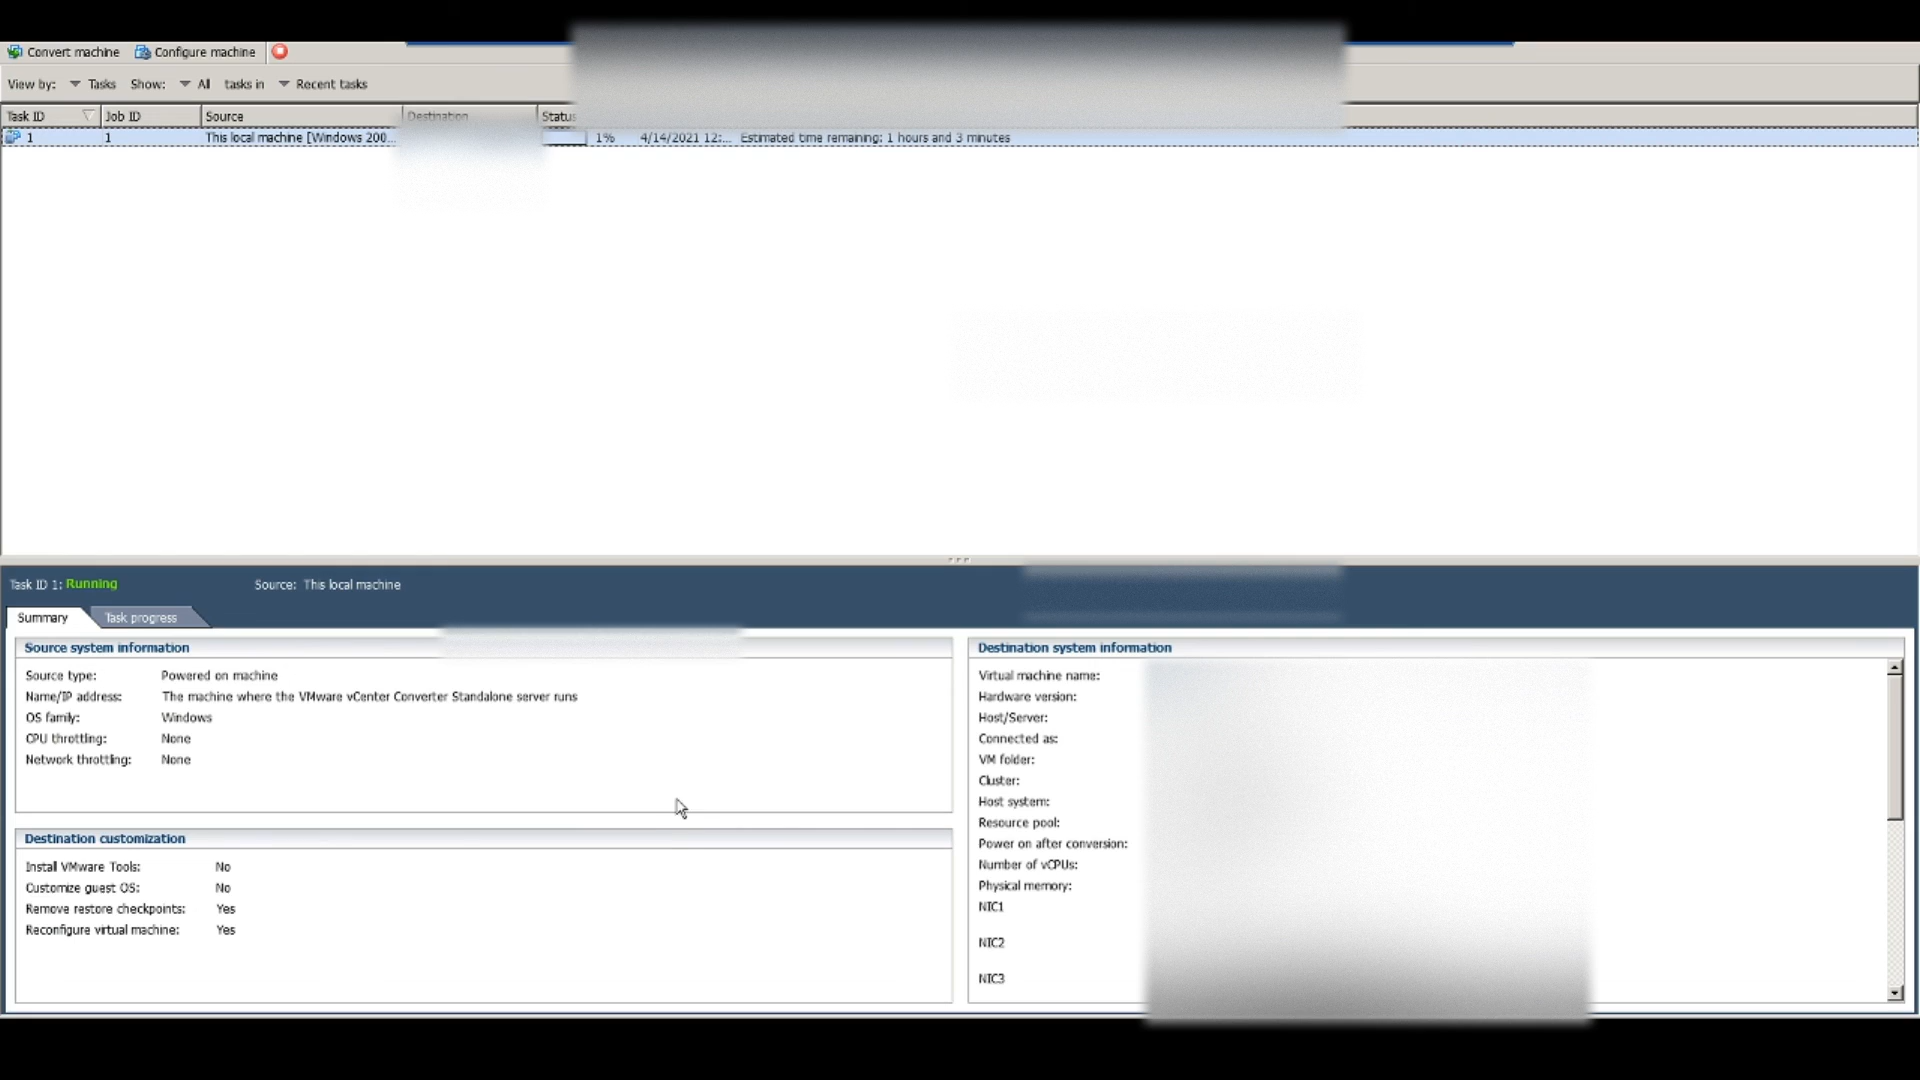 Convert machine Configure machine
View by: Tasks Show: All tasks in Recent tasks
Task ID Job ID Source Destination Status
1 1 This local machine [Windows 200... 1% 4/14/2021 12:... Estimated time remaining: 1 hours and 3 minutes
Task ID 1: Running Source: This local machine
Summary Task progress
Source system information
Source type: Powered on machine
Name/IP address: The machine where the VMware vCenter Converter Standalone server runs
OS family: Windows
CPU throttling: None
Network throttling: None
Destination customization
Install VMware Tools: No
Customize guest OS: No
Remove restore checkpoints: Yes
Reconfigure virtual machine: Yes
Destination system information
Virtual machine name:
Hardware version:
Host/Server:
Connected as:
VM folder:
Cluster:
Host system:
Resource pool:
Power on after conversion:
Number of vCPUs:
Physical memory:
NIC1
NIC2
NIC3